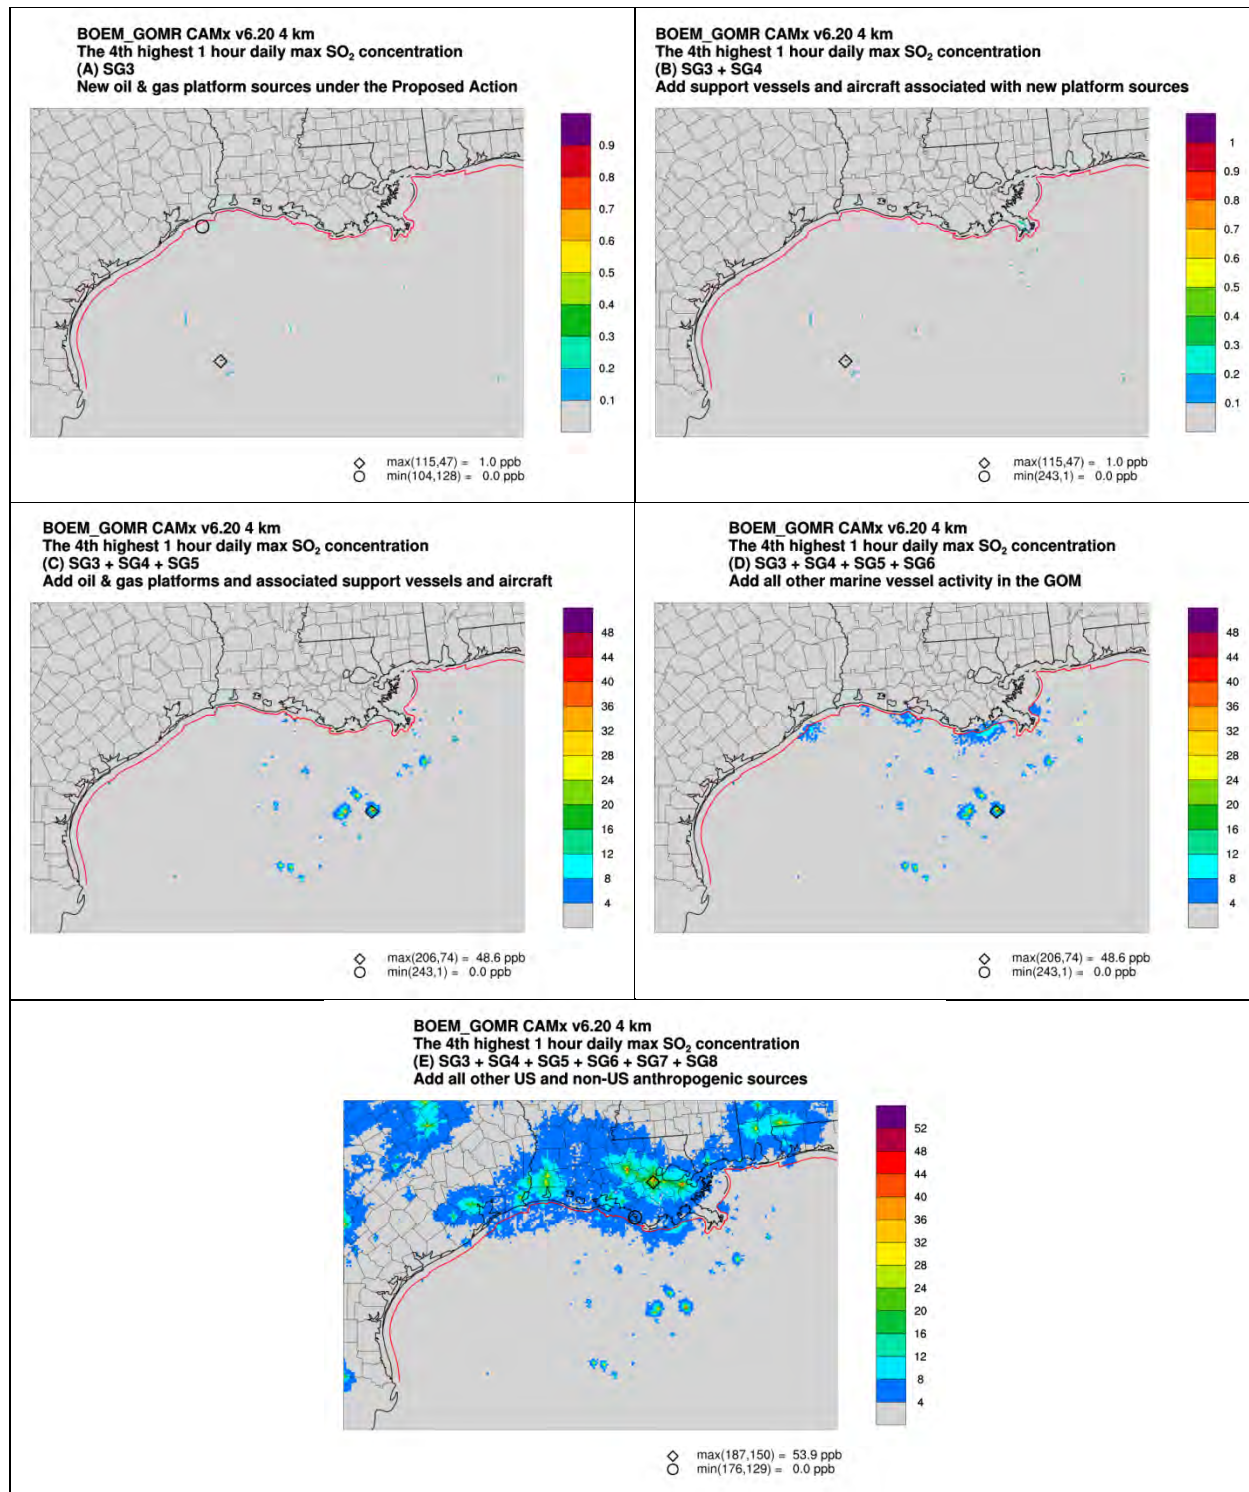 BOEM_GOMR CAMx v6.20 4 km
The 4th highest 1 hour daily max SO₂ concentration
(A) SG3
New oil & gas platform sources under the Proposed Action
0.9
0.8
0.7
0.6
0.5
0.4
0.3
0.2
0.1
max(115,47) = 1.0 ppb
min(104,128) = 0.0 ppb
BOEM_GOMR CAMx v6.20 4 km
The 4th highest 1 hour daily max SO₂ concentration
(B) SG3 + SG4
Add support vessels and aircraft associated with new platform sources
1
0.9
0.8
0.7
0.6
0.5
0.4
0.3
0.2
0.1
max(115,47) = 1.0 ppb
min(243,1) = 0.0 ppb
BOEM_GOMR CAMx v6.20 4 km
The 4th highest 1 hour daily max SO₂ concentration
(C) SG3 + SG4 + SG5
Add oil & gas platforms and associated support vessels and aircraft
48
44
40
36
32
28
24
20
16
12
8
4
max(206,74) = 48.6 ppb
min(243,1) = 0.0 ppb
BOEM_GOMR CAMx v6.20 4 km
The 4th highest 1 hour daily max SO₂ concentration
(D) SG3 + SG4 + SG5 + SG6
Add all other marine vessel activity in the GOM
48
44
40
36
32
28
24
20
16
12
8
4
max(206,74) = 48.6 ppb
min(243,1) = 0.0 ppb
BOEM_GOMR CAMx v6.20 4 km
The 4th highest 1 hour daily max SO₂ concentration
(E) SG3 + SG4 + SG5 + SG6 + SG7 + SG8
Add all other US and non-US anthropogenic sources
52
48
44
40
36
32
28
24
20
16
12
8
4
max(187,150) = 53.9 ppb
min(176,129) = 0.0 ppb